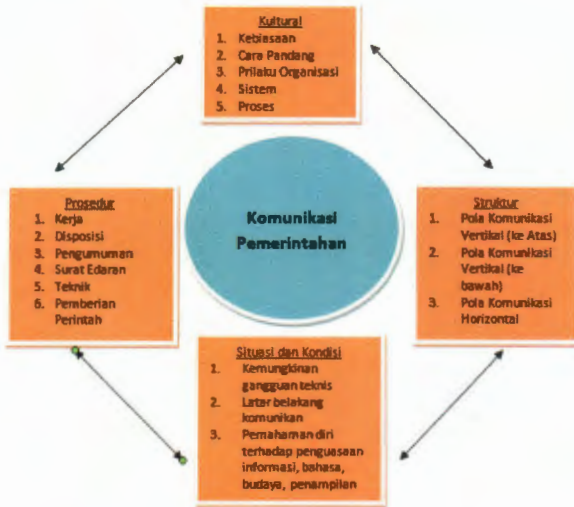 Kultural
1. Kebiasaan
2. Cara Pandang
3. Prilaku Organisasi
4. Sistem
5. Proses
Prosedur
1. Kerja
2. Disposisi
3. Pengumuman
4. Surat Edaran
5. Teknik
6. Pemberian
Perintah
Komunikasi
Pemerintahan
Struktur
1. Pola Komunikasi
Vertikal (ke Atas)
2. Pola Komunikasi
Vertikal (ke
bawah)
3. Pola Komunikasi
Horizontal
Situasi dan Kondisi
1. Kemungkinan
gangguan teknis
2. Latar belakang
komunikan
3. Pemahaman diri
terhadap penguasaan
informasi, bahasa,
budaya, penampilan